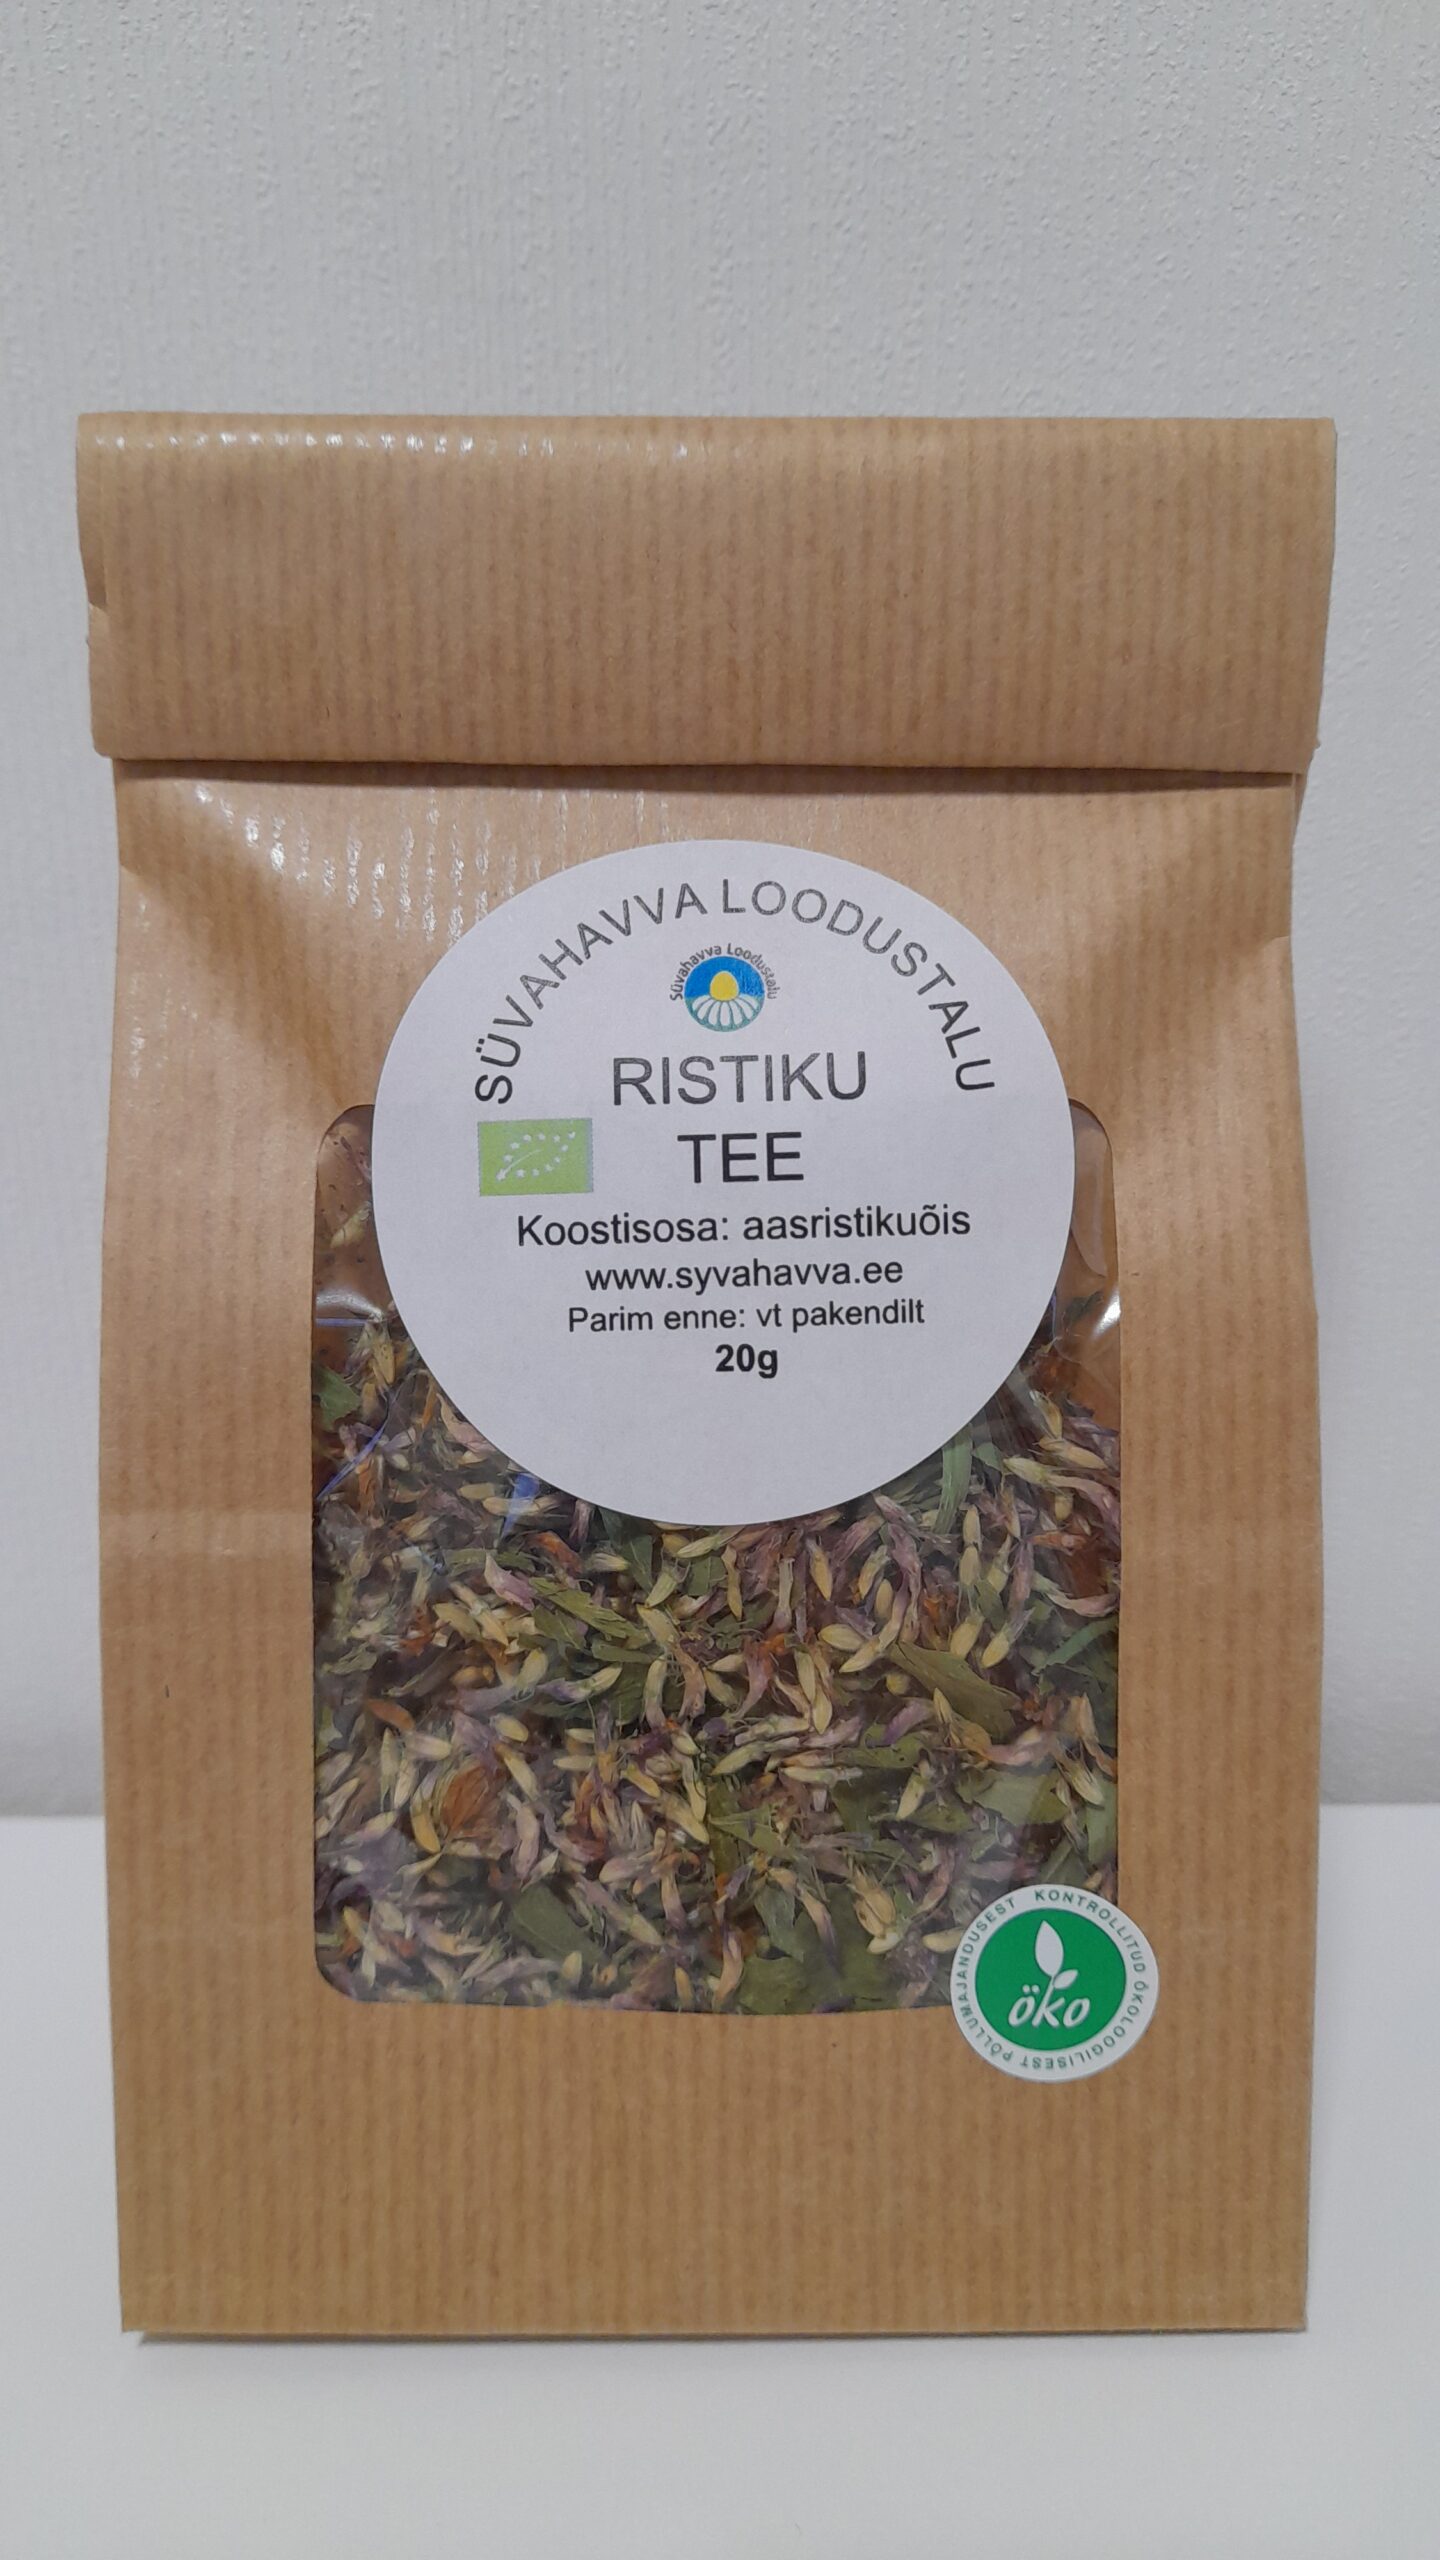 SÜVAHAVVA LOODUSTALU
Süvahavva Loodustalu
RISTIKU
TEE
Koostisosa: aasristikuõis
www.syvahavva.ee
Parim enne: vt pakendilt
20g
KONTROLLITUD ÖKOLOOGILISEST PÕLLUMAJANDUSEST
öko